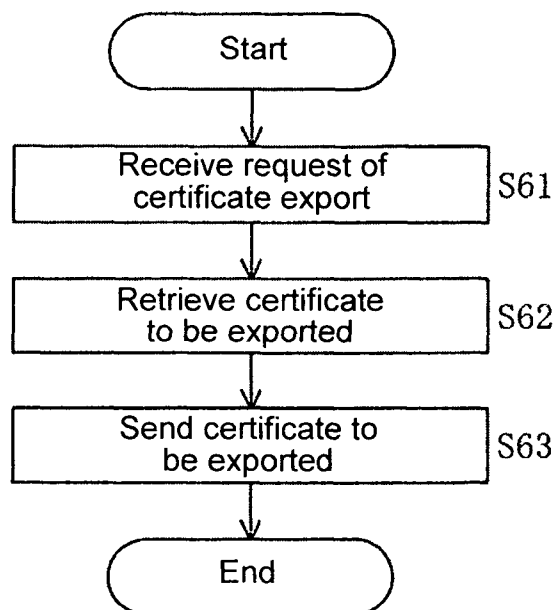 Start
Receive request of
certificate export
S61
Retrieve certificate
to be exported
S62
Send certificate to
be exported
S63
End